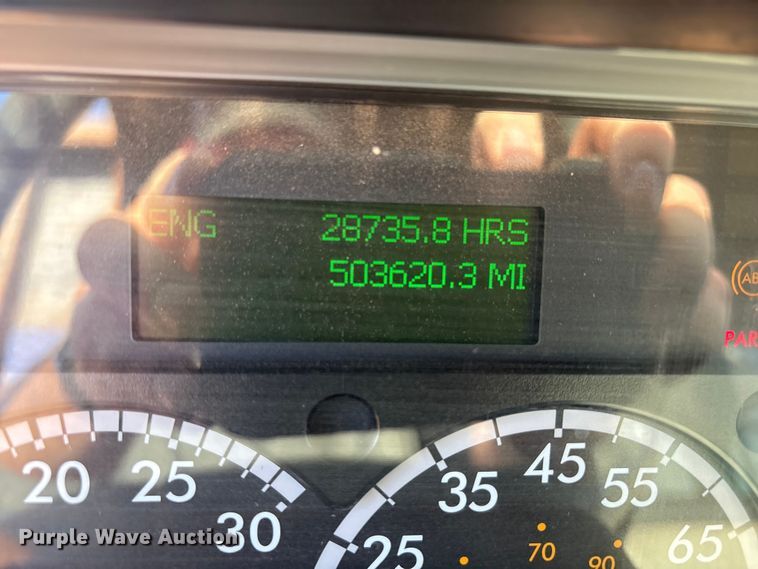 ENG 28735.8 HRS
503620.3 MI
PAR
20 25 30
25 35 45 55 65
70 90
Purple Wave Auction